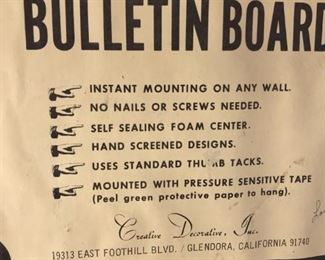 BULLETIN BOARD
INSTANT MOUNTING ON ANY WALL.
NO NAILS OR SCREWS NEEDED.
SELF SEALING FOAM CENTER.
HAND SCREENED DESIGNS.
USES STANDARD THUMB TACKS.
MOUNTED WITH PRESSURE SENSITIVE TAPE
(Peel green protective paper to hang).
Creative Decorative, Inc.
19313 EAST FOOTHILL BLVD. / GLENDORA, CALIFORNIA 91740